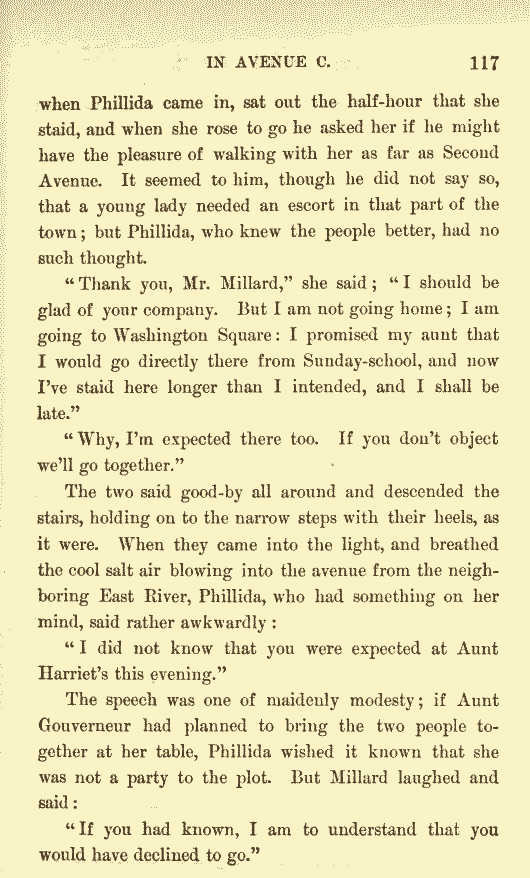 IN AVENUE C. 117
when Phillida came in, sat out the half-hour that she
staid, and when she rose to go he asked her if he might
have the pleasure of walking with her as far as Second
Avenue. It seemed to him, though he did not say so,
that a young lady needed an escort in that part of the
town; but Phillida, who knew the people better, had no
such thought.
"Thank you, Mr. Millard," she said; "I should be
glad of your company. But I am not going home; I am
going to Washington Square: I promised my aunt that
I would go directly there from Sunday-school, and now
I've staid here longer than I intended, and I shall be
late."
"Why, I'm expected there too. If you don't object
we'll go together."
The two said good-by all around and descended the
stairs, holding on to the narrow steps with their heels, as
it were. When they came into the light, and breathed
the cool salt air blowing into the avenue from the neigh-
boring East River, Phillida, who had something on her
mind, said rather awkwardly:
"I did not know that you were expected at Aunt
Harriet's this evening."
The speech was one of maidenly modesty; if Aunt
Gouverneur had planned to bring the two people to-
gether at her table, Phillida wished it known that she
was not a party to the plot. But Millard laughed and
said:
"If you had known, I am to understand that you
would have declined to go."